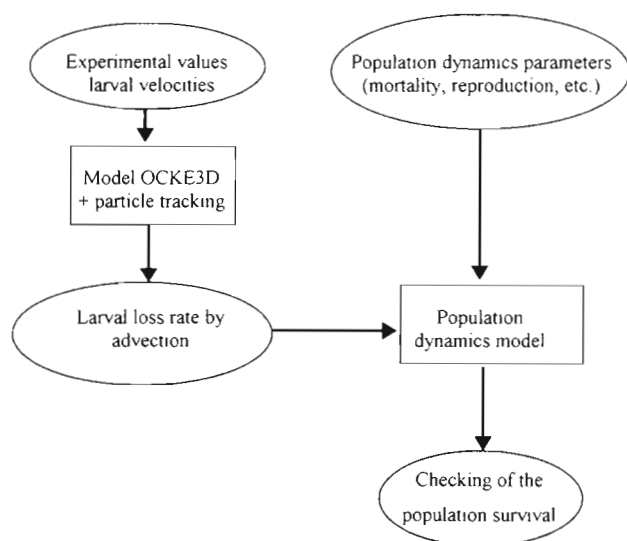 Experimental values
larval velocities
Population dynamics parameters
(mortality, reproduction, etc.)
Model OCKE3D
+ particle tracking
Larval loss rate by
advection
Population
dynamics model
Checking of the
population survival